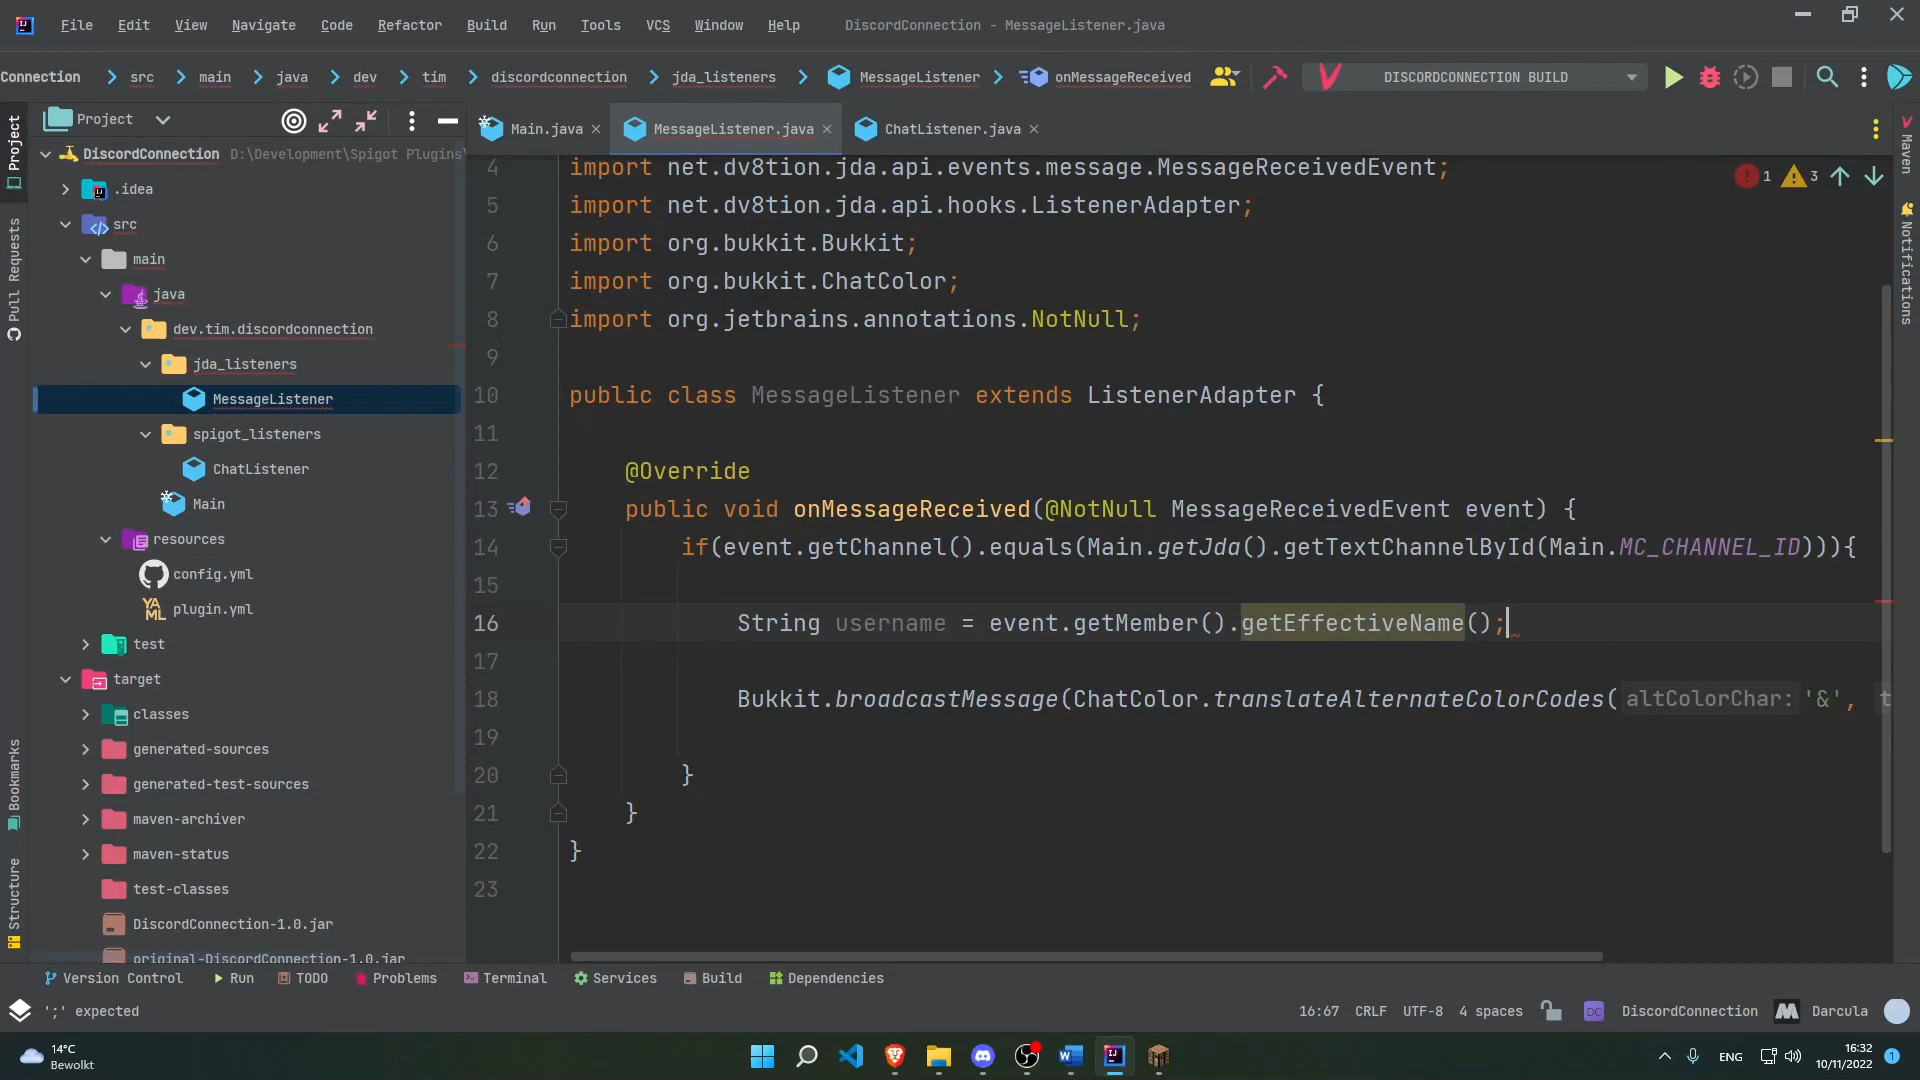 File Edit View Navigate Code Refactor Build Run Tools VCS Window Help DiscordConnection - MessageListener.java
Connection src main java dev tim discordconnection jda_listeners MessageListener onMessageReceived DISCORDCONNECTION BUILD
Project
Main.java MessageListener.java ChatListener.java
DiscordConnection D:\Development\Spigot Plugins\
.idea
src
main
java
dev.tim.discordconnection
jda_listeners
MessageListener
spigot_listeners
ChatListener
Main
resources
config.yml
plugin.yml
test
target
classes
generated-sources
generated-test-sources
maven-archiver
maven-status
test-classes
DiscordConnection-1.0.jar
original-DiscordConnection-1.0.jar
Project
Pull Requests
Bookmarks
Structure
4 import net.dv8tion.jda.api.events.message.MessageReceivedEvent;
5 import net.dv8tion.jda.api.hooks.ListenerAdapter;
6 import org.bukkit.Bukkit;
7 import org.bukkit.ChatColor;
8 import org.jetbrains.annotations.NotNull;
9
10 public class MessageListener extends ListenerAdapter {
11
12 @Override
13 public void onMessageReceived(@NotNull MessageReceivedEvent event) {
14 if(event.getChannel().equals(Main.getJda().getTextChannelById(Main.MC_CHANNEL_ID))){
15
16 String username = event.getMember().getEffectiveName();
17
18 Bukkit.broadcastMessage(ChatColor.translateAlternateColorCodes( altColorChar: '&', t
19
20 }
21 }
22 }
23
1 3
Maven
Notifications
Version Control Run TODO Problems Terminal Services Build Dependencies
';' expected 16:67 CRLF UTF-8 4 spaces DC DiscordConnection Darcula
14°C
Bewolkt
ENG 16:32
10/11/2022 1